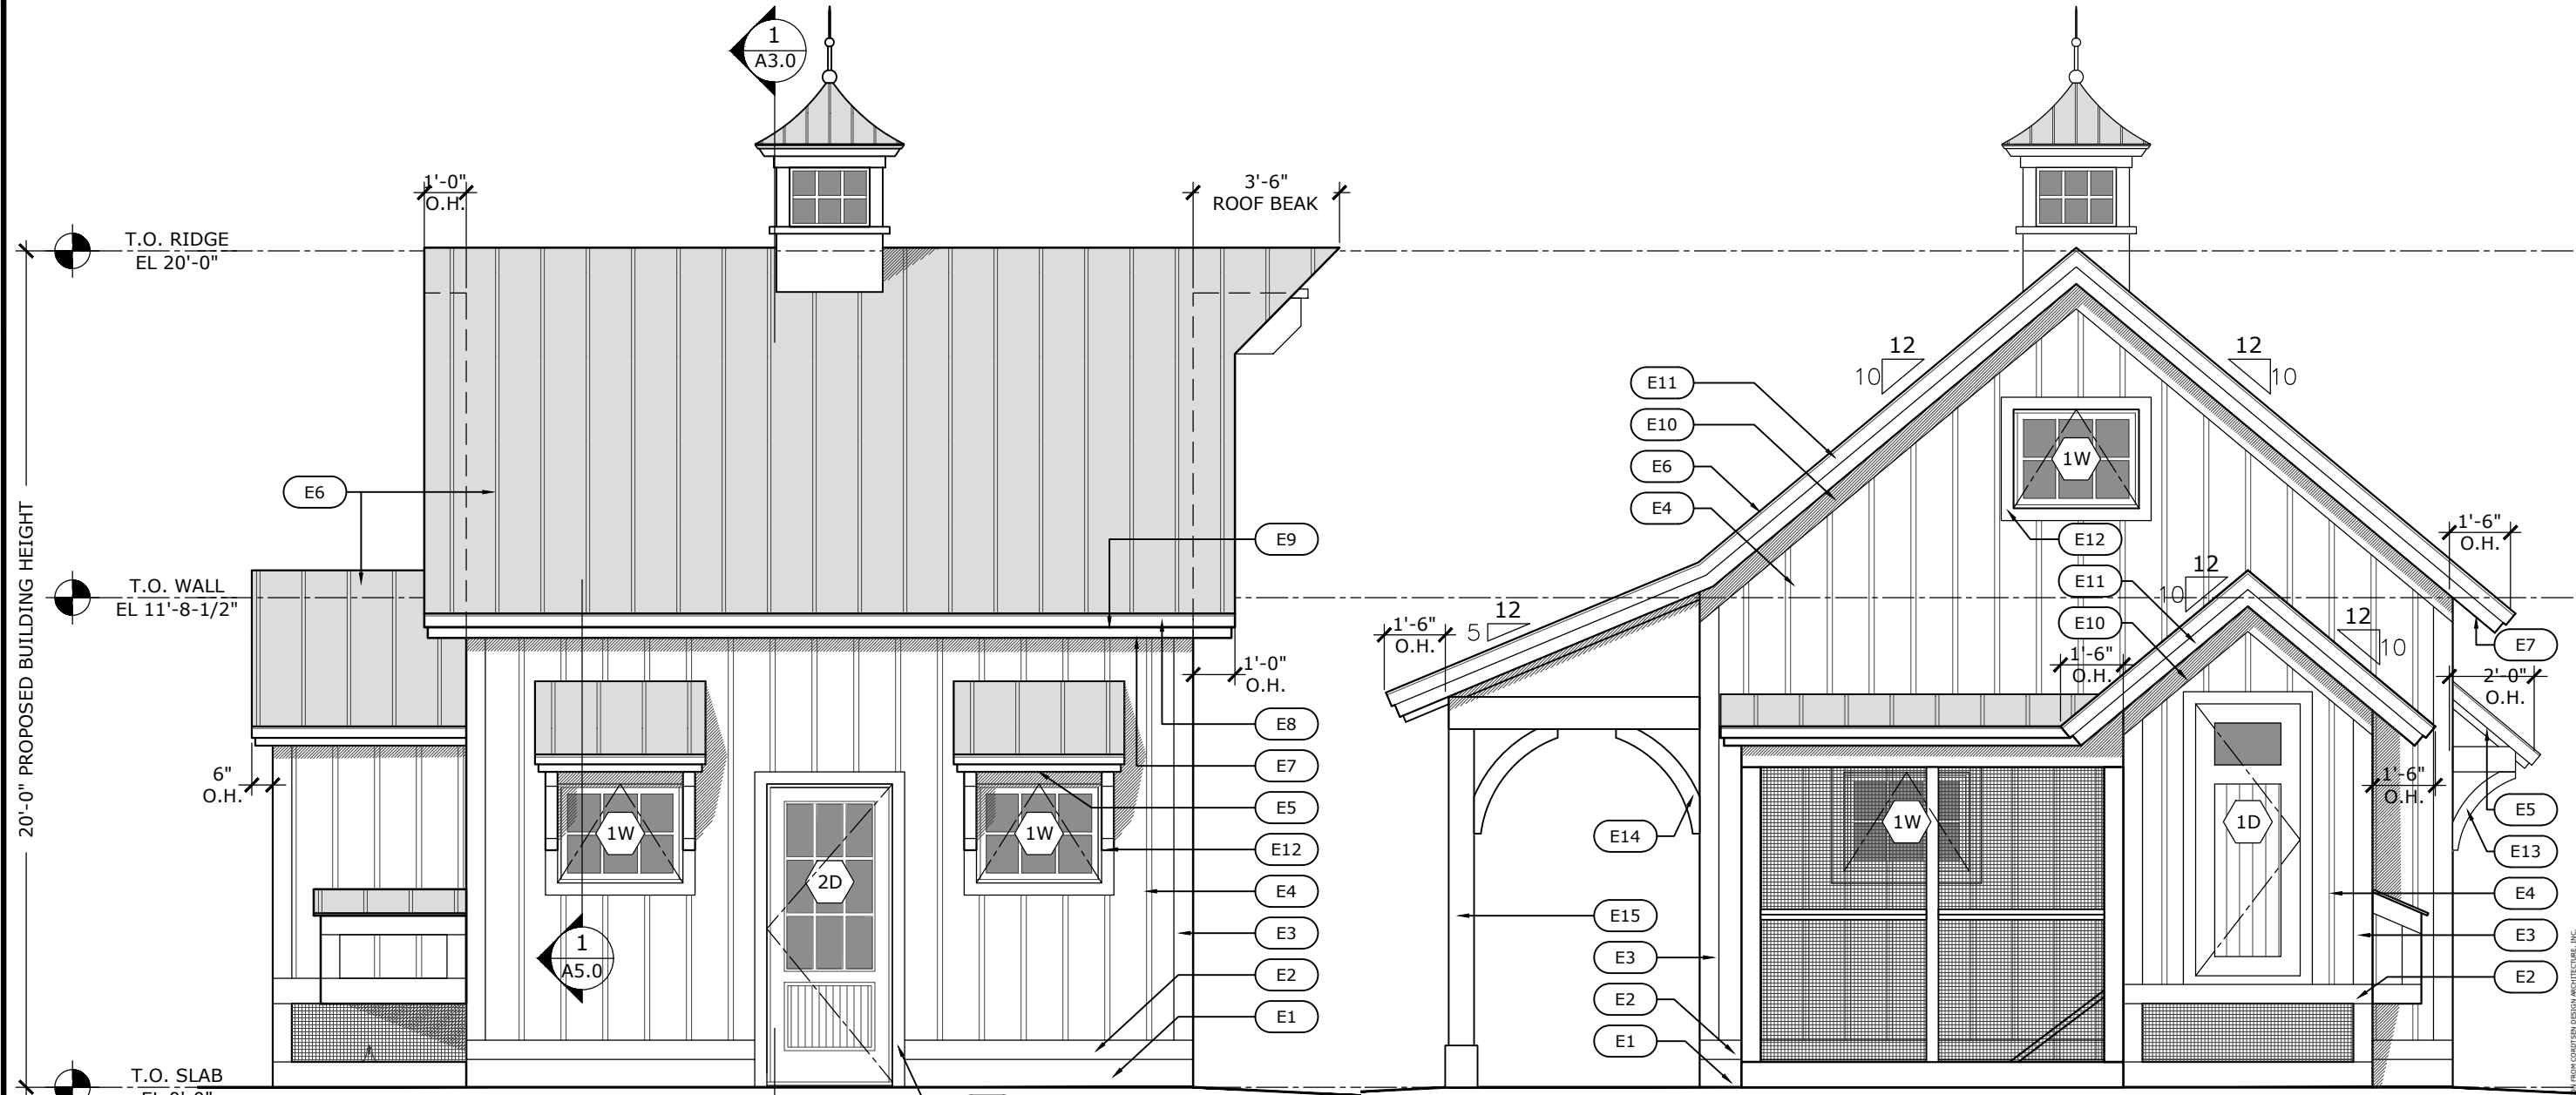 1
A3.0
1'-0"
O.H.
3'-6"
ROOF BEAK
T.O. RIDGE
EL 20'-0"
20'-0" PROPOSED BUILDING HEIGHT
E6
T.O. WALL
EL 11'-8-1/2"
E9
1'-0"
O.H.
E8
E7
6"
O.H.
E5
1W
1W
E12
2D
E4
1
A5.0
E3
E2
E1
T.O. SLAB
EL 0'-0"
12
10
12
10
E11
E10
E6
E4
1W
E12
1'-6"
O.H.
12
10
E11
12
5
1'-6"
O.H.
E10
12
10
E7
1'-6"
O.H.
2'-0"
O.H.
1'-6"
O.H.
E5
1W
1D
E14
E13
E4
E15
E3
E3
E2
E2
E1